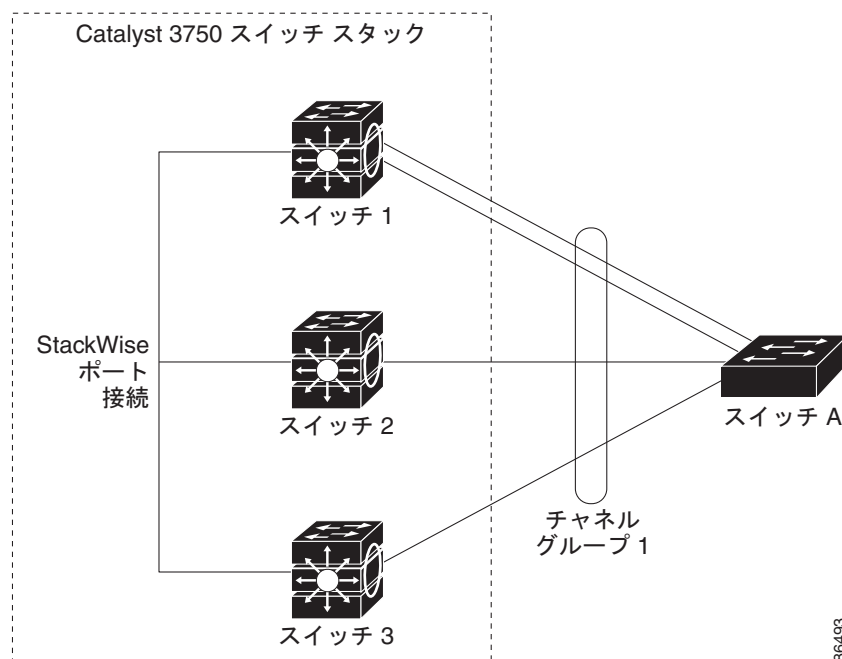 Catalyst 3750 スイッチ スタック
スイッチ 1
StackWise
ポート
接続
スイッチ 2
スイッチ A
チャネル
グループ 1
スイッチ 3
86493